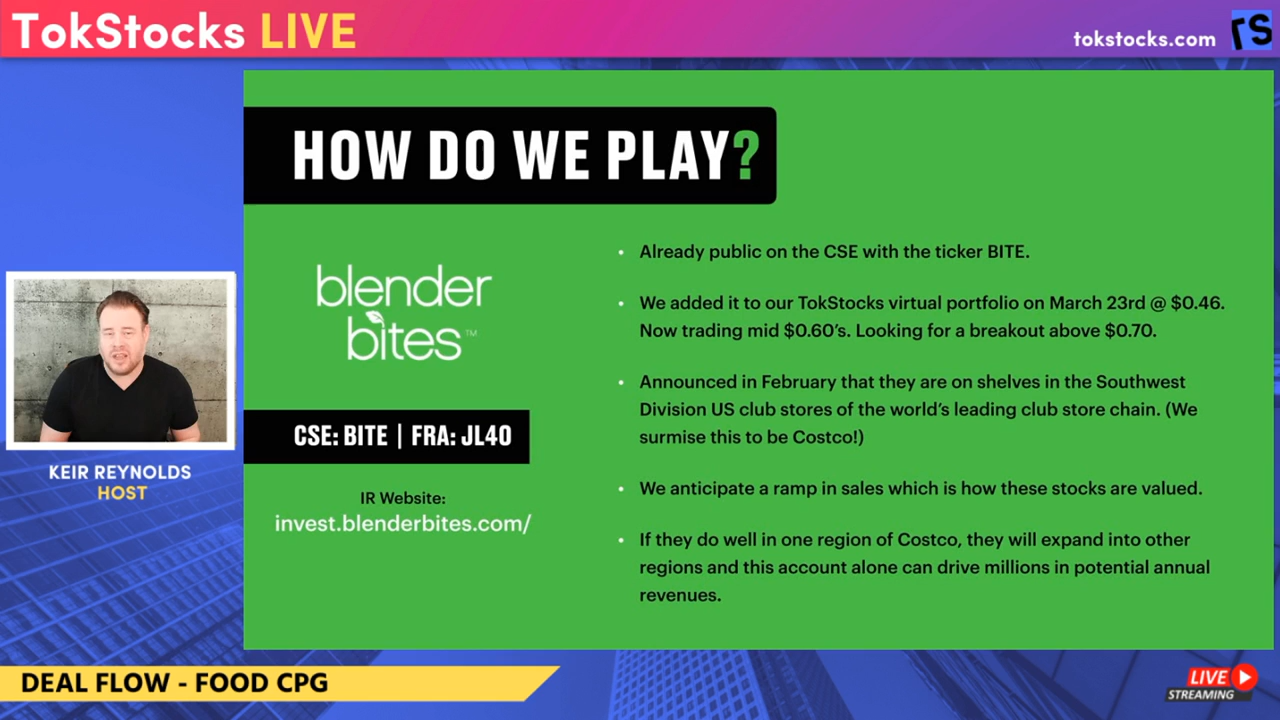 TokStocks LIVE
tokstocks.com
TS
HOW DO WE PLAY?
blender
bites™
CSE: BITE | FRA: JL40
IR Website:
invest.blenderbites.com/
• Already public on the CSE with the ticker BITE.
• We added it to our TokStocks virtual portfolio on March 23rd @ $0.46.
Now trading mid $0.60's. Looking for a breakout above $0.70.
• Announced in February that they are on shelves in the Southwest
Division US club stores of the world's leading club store chain. (We
surmise this to be Costco!)
• We anticipate a ramp in sales which is how these stocks are valued.
• If they do well in one region of Costco, they will expand into other
regions and this account alone can drive millions in potential annual
revenues.
KEIR REYNOLDS
HOST
DEAL FLOW - FOOD CPG
LIVE
STREAMING